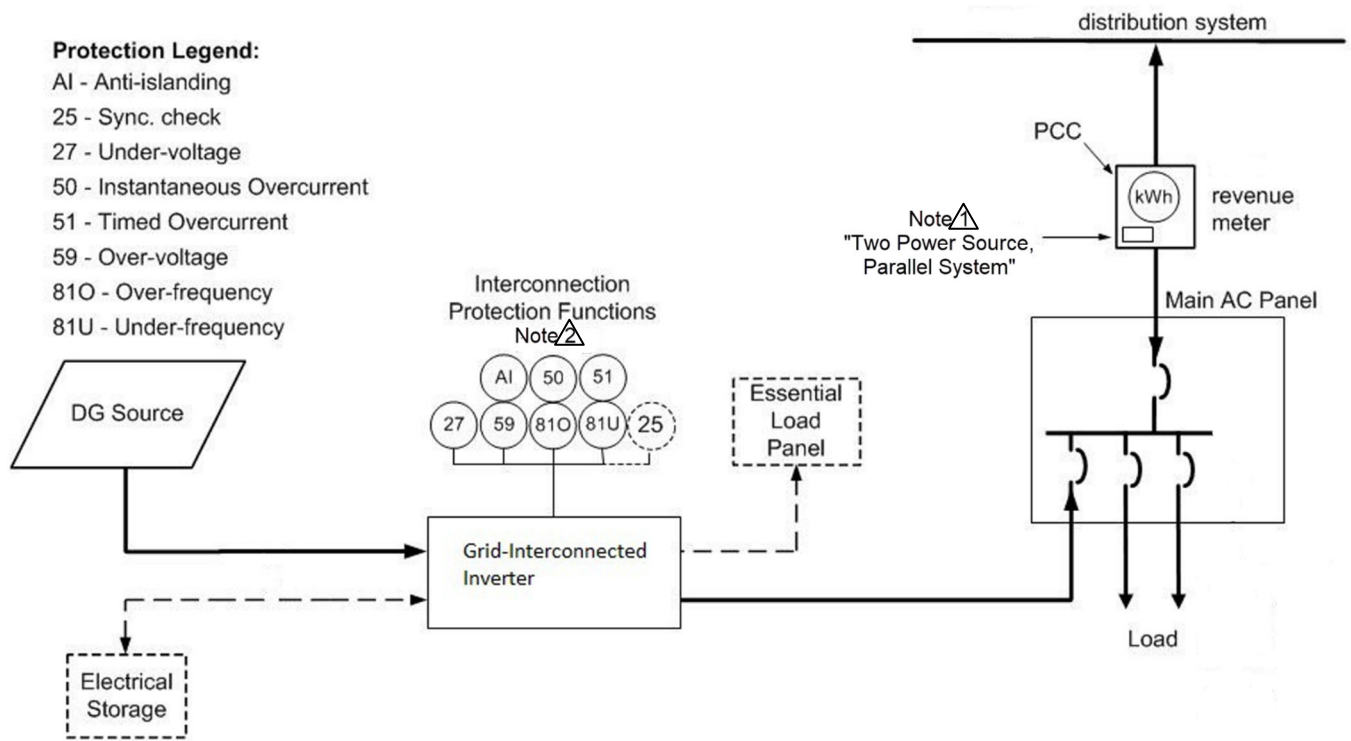 Protection Legend:
AI - Anti-islanding
25 - Sync. check
27 - Under-voltage
50 - Instantaneous Overcurrent
51 - Timed Overcurrent
59 - Over-voltage
81O - Over-frequency
81U - Under-frequency
distribution system
PCC
kWh
revenue
meter
Note 1
"Two Power Source,
Parallel System"
Main AC Panel
Interconnection
Protection Functions
Note 2
AI 50 51
27 59 81O 81U 25
DG Source
Essential
Load
Panel
Grid-Interconnected
Inverter
Load
Electrical
Storage